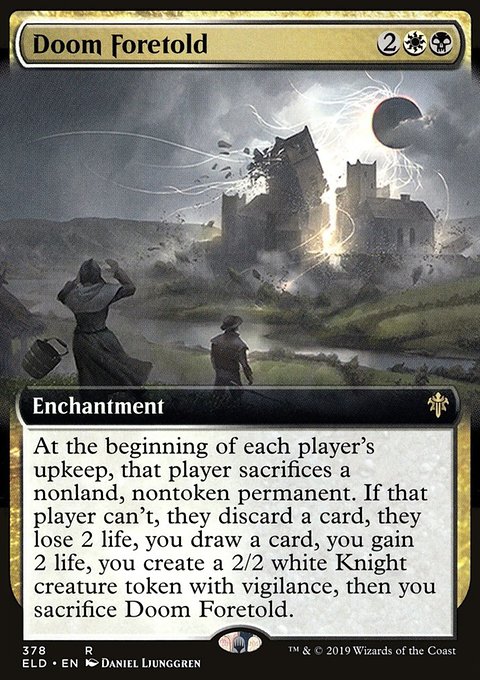 Doom Foretold 2
Enchantment
At the beginning of each player's
upkeep, that player sacrifices a
nonland, nontoken permanent. If that
player can't, they discard a card, they
lose 2 life, you draw a card, you gain
2 life, you create a 2/2 white Knight
creature token with vigilance, then you
sacrifice Doom Foretold.
378 R
ELD • EN Daniel Ljunggren
™ & © 2019 Wizards of the Coast